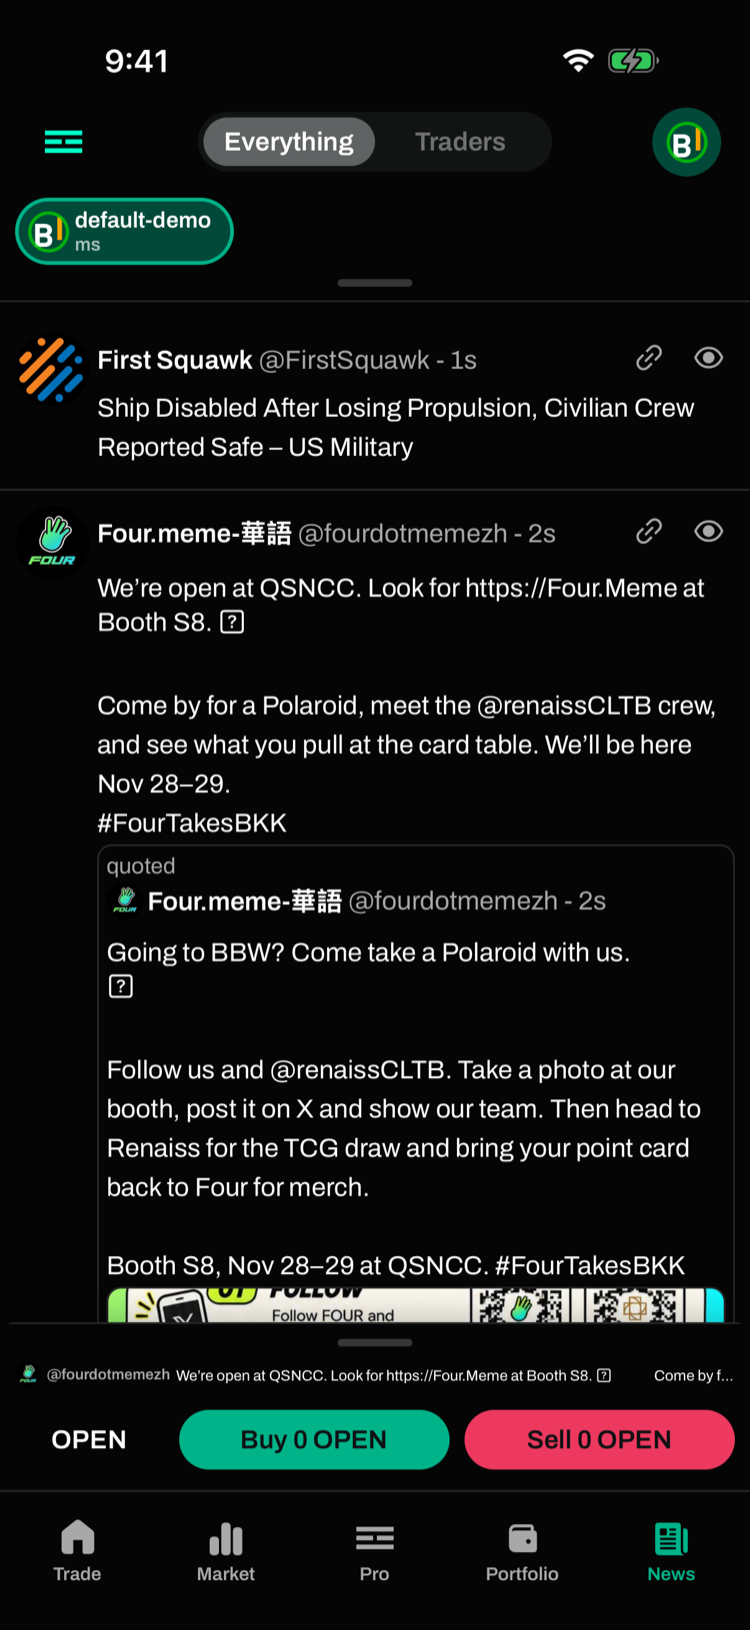 9:41
Everything
Traders
B
B
default-demo
ms
First Squawk @FirstSquawk - 1s
Ship Disabled After Losing Propulsion, Civilian Crew
Reported Safe – US Military
FOUR
Four.meme-華語 @fourdotmemezh - 2s
We're open at QSNCC. Look for https://Four.Meme at
Booth S8. ?
Come by for a Polaroid, meet the @renaissCLTB crew,
and see what you pull at the card table. We'll be here
Nov 28–29.
#FourTakesBKK
quoted
FOUR
Four.meme-華語 @fourdotmemezh - 2s
Going to BBW? Come take a Polaroid with us.
?
Follow us and @renaissCLTB. Take a photo at our
booth, post it on X and show our team. Then head to
Renaiss for the TCG draw and bring your point card
back to Four for merch.
Booth S8, Nov 28–29 at QSNCC. #FourTakesBKK
01 FOLLOW
Follow FOUR and
@fourdotmemezh We're open at QSNCC. Look for https://Four.Meme at Booth S8. ? Come by f...
OPEN
Buy 0 OPEN
Sell 0 OPEN
Trade
Market
Pro
Portfolio
News